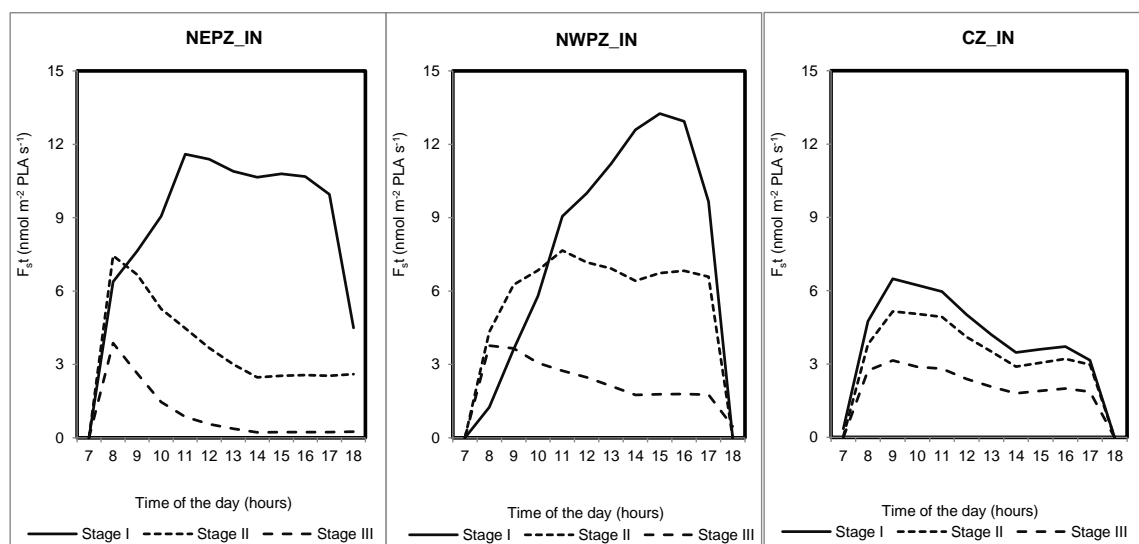 NEPZ_IN
15
12
9
6
3
0
Fst (nmol m-2 PLA s-1)
7 8 9 10 11 12 13 14 15 16 17 18
Time of the day (hours)
Stage I Stage II Stage III
NWPZ_IN
15
12
9
6
3
0
Fst (nmol m-2 PLA s-1)
7 8 9 10 11 12 13 14 15 16 17 18
Time of the day (hours)
Stage I Stage II Stage III
CZ_IN
15
12
9
6
3
0
Fst (nmol m-2 PLA s-1)
7 8 9 10 11 12 13 14 15 16 17 18
Time of the day (hours)
Stage I Stage II Stage III